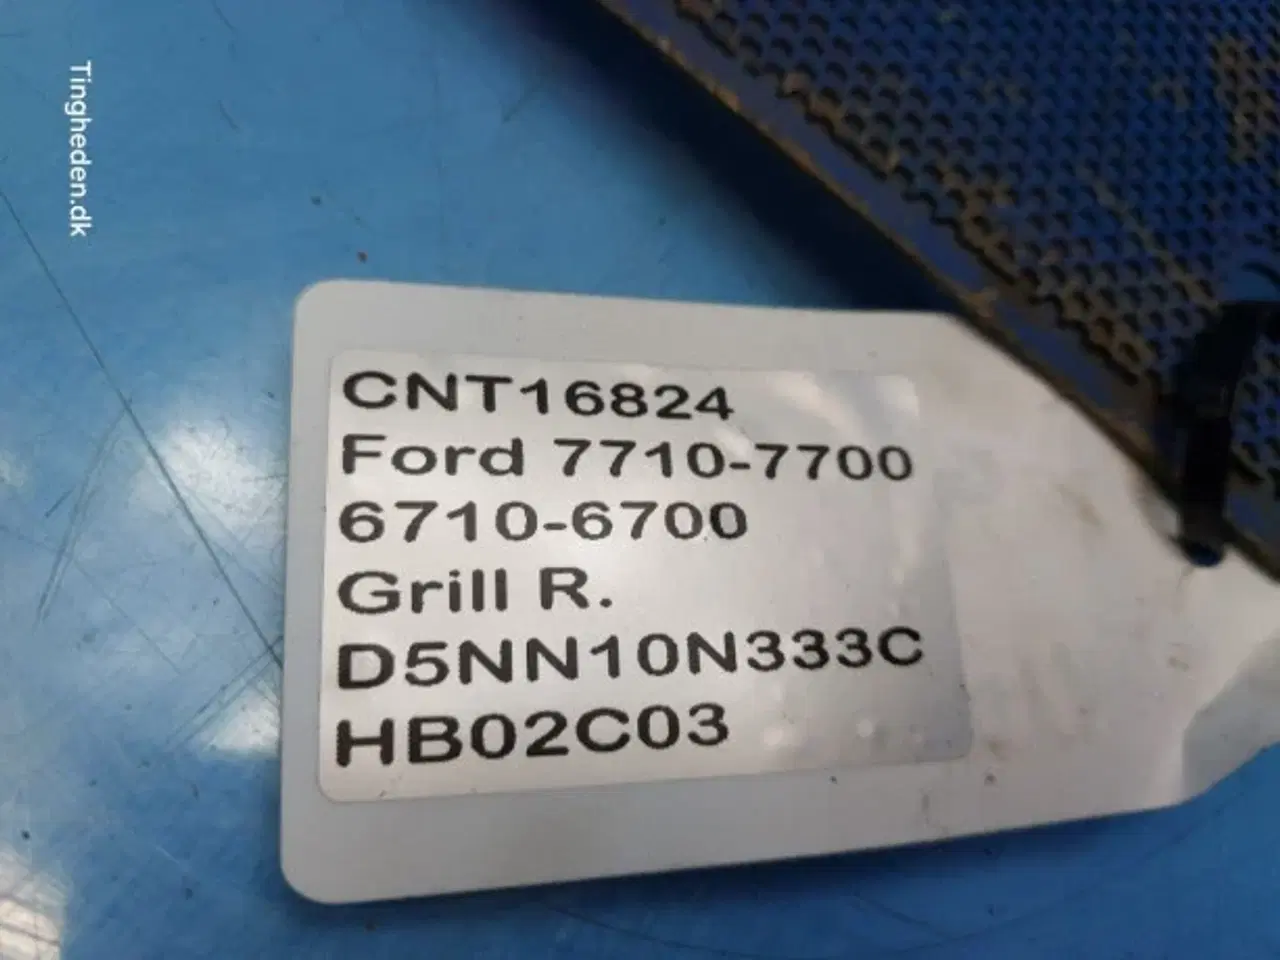 Tingheden.dk
CNT16824
Ford 7710-7700
6710-6700
Grill R.
D5NN10N333C
HB02C03